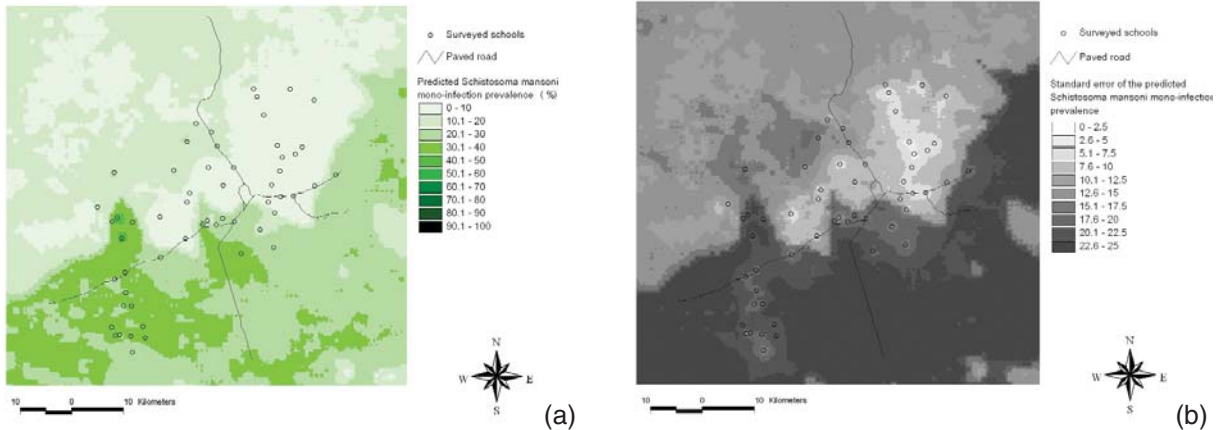 Surveyed schools
Paved road
Predicted Schistosoma mansoni
mono-infection prevalence ( %)
0 - 10
10.1 - 20
20.1 - 30
30.1 - 40
40.1 - 50
50.1 - 60
60.1 - 70
70.1 - 80
80.1 - 90
90.1 - 100
N
W E
S
10 0 10 Kilometers
(a)
Surveyed schools
Paved road
Standard error of the predicted
Schistosoma mansoni mono-infection
prevalence
0 - 2.5
2.6 - 5
5.1 - 7.5
7.6 - 10
10.1 - 12.5
12.6 - 15
15.1 - 17.5
17.6 - 20
20.1 - 22.5
22.6 - 25
N
W E
S
10 0 10 Kilometers
(b)